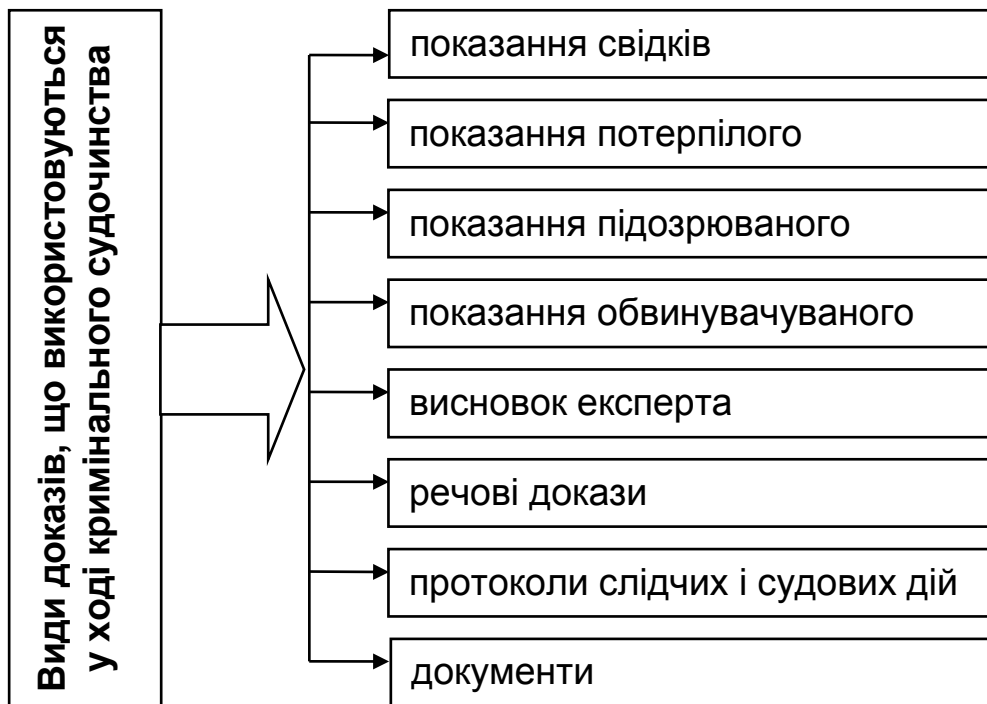 Види доказів, що використовуються
у ході кримінального судочинства
показання свідків
показання потерпілого
показання підозрюваного
показання обвинувачуваного
висновок експерта
речові докази
протоколи слідчих і судових дій
документи